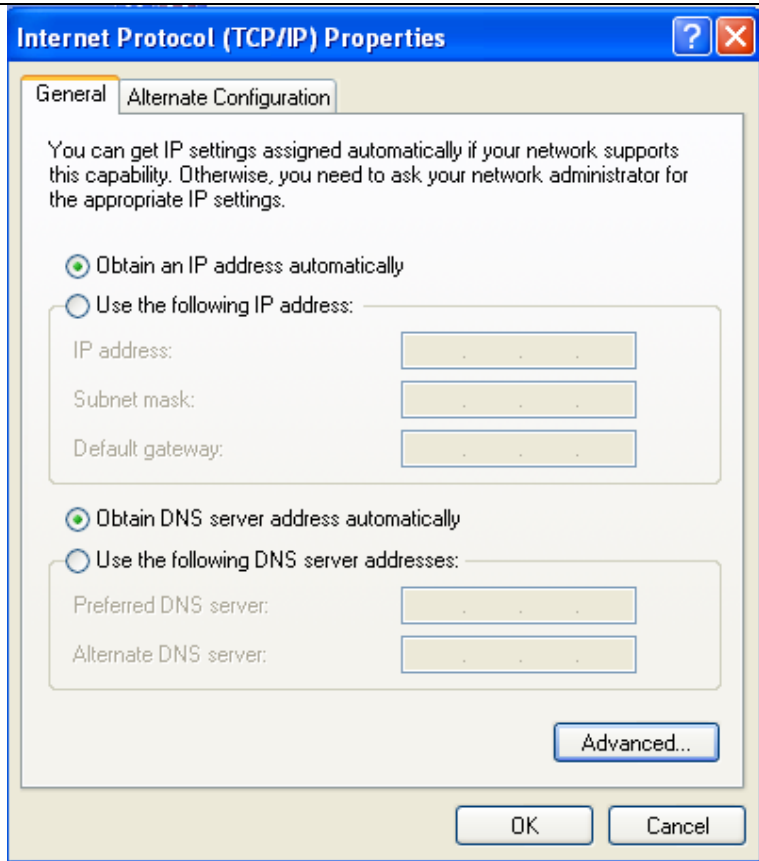 Internet Protocol (TCP/IP) Properties
General
Alternate Configuration
You can get IP settings assigned automatically if your network supports
this capability. Otherwise, you need to ask your network administrator for
the appropriate IP settings.
Obtain an IP address automatically
Use the following IP address:
IP address:
Subnet mask:
Default gateway:
Obtain DNS server address automatically
Use the following DNS server addresses:
Preferred DNS server:
Alternate DNS server:
Advanced...
OK
Cancel